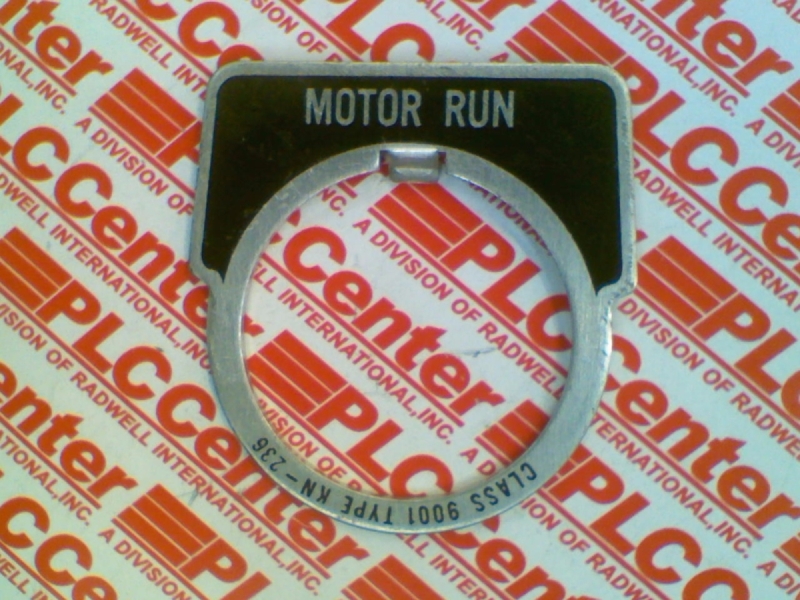 MOTOR RUN
CLASS 9001 TYPE KN-236
PLCCenter
A DIVISION OF RADWELL INTERNATIONAL, INC.